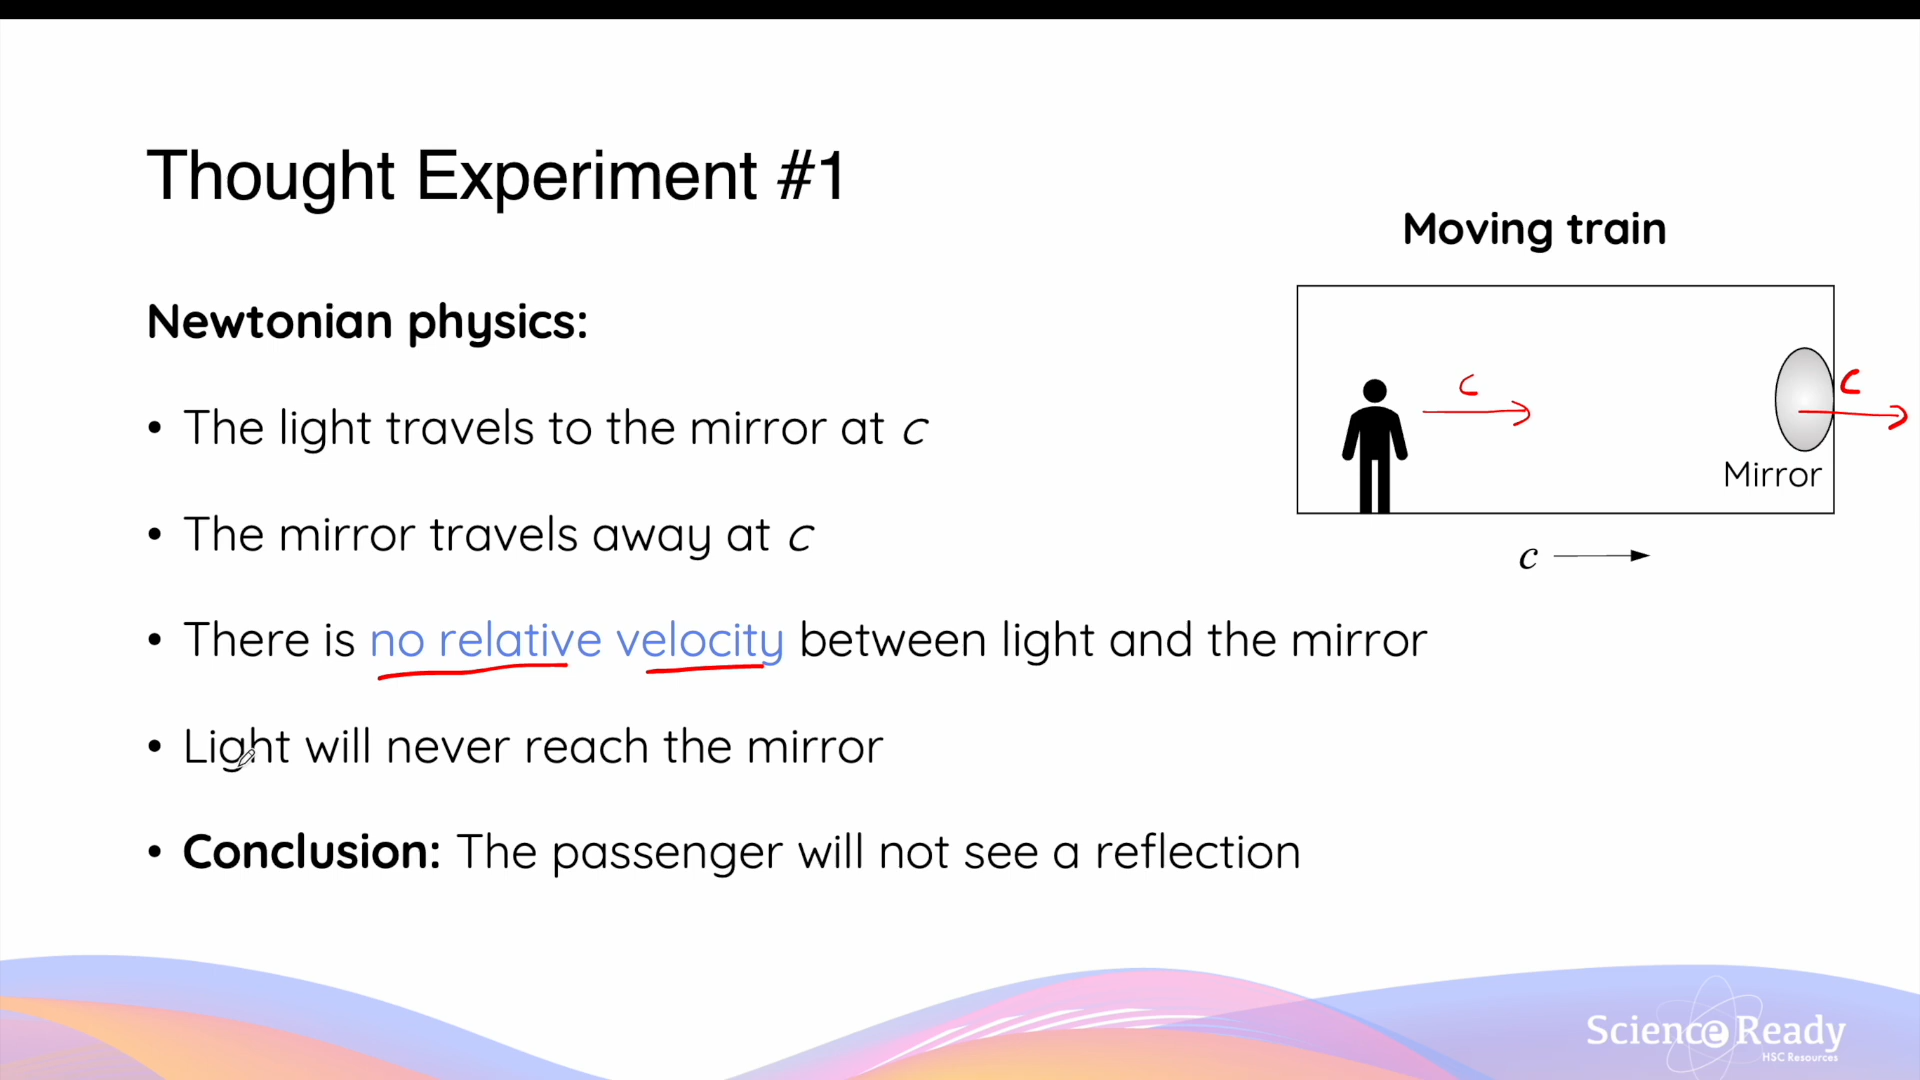 Thought Experiment #1
Moving train
Newtonian physics:
c
c
• The light travels to the mirror at c
Mirror
• The mirror travels away at c
c
• There is no relative velocity between light and the mirror
• Light will never reach the mirror
• Conclusion: The passenger will not see a reflection
Science Ready
HSC Resources